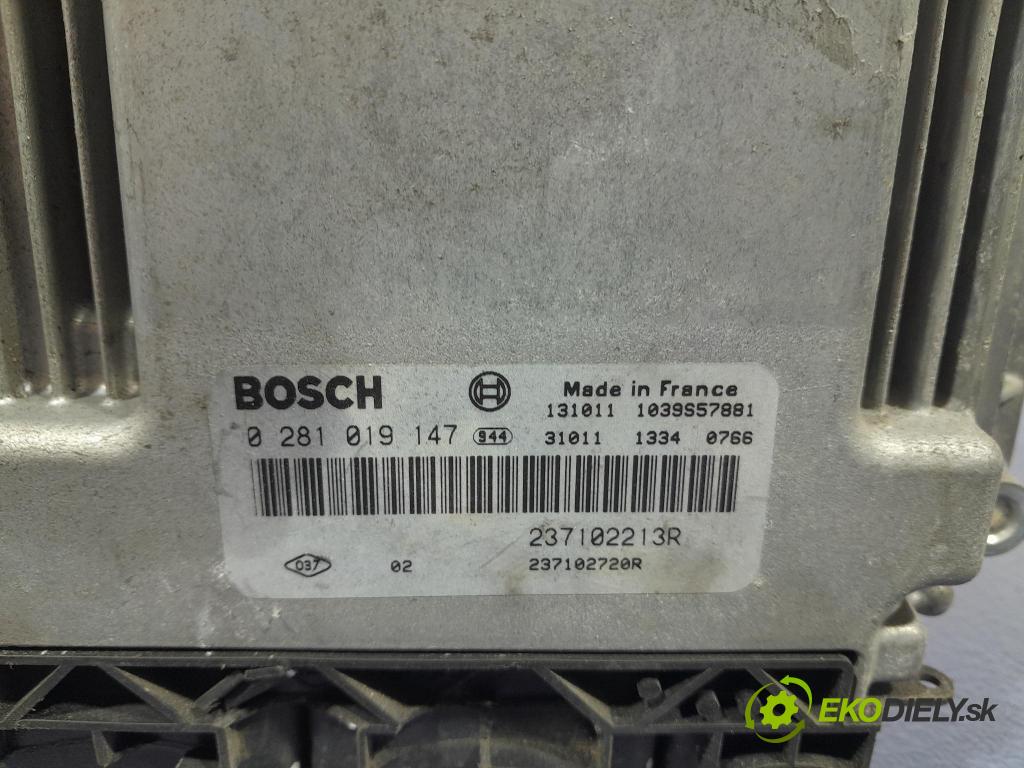 BOSCH
Made in France
131011 1039S57881
0 281 019 147 944 31011 1334 0766
237102213R
037 02 237102720R
EKODIELY.sk